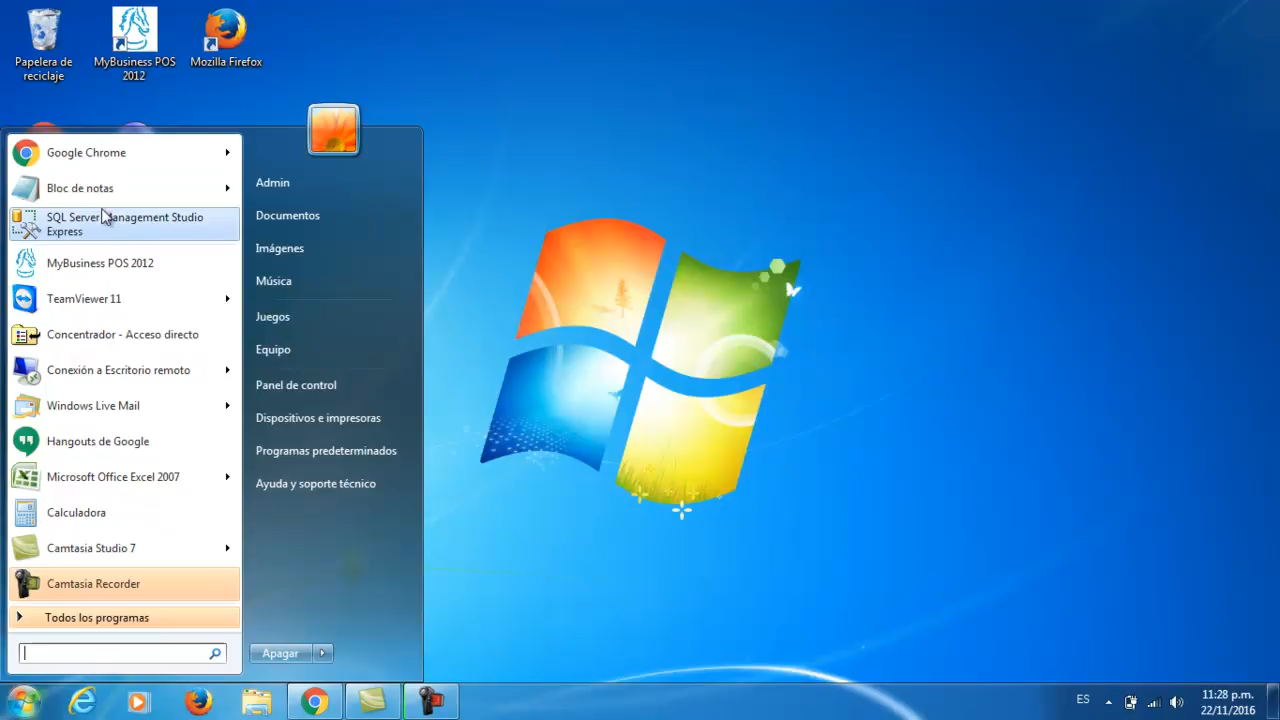 Papelera de
reciclaje
MyBusiness POS
2012
Mozilla Firefox
Google Chrome
Bloc de notas
SQL Server Management Studio
Express
MyBusiness POS 2012
TeamViewer 11
Concentrador - Acceso directo
Conexión a Escritorio remoto
Windows Live Mail
Hangouts de Google
Microsoft Office Excel 2007
Calculadora
Camtasia Studio 7
Camtasia Recorder
Todos los programas
Admin
Documentos
Imágenes
Música
Juegos
Equipo
Panel de control
Dispositivos e impresoras
Programas predeterminados
Ayuda y soporte técnico
Apagar
ES
11:28 p.m.
22/11/2016